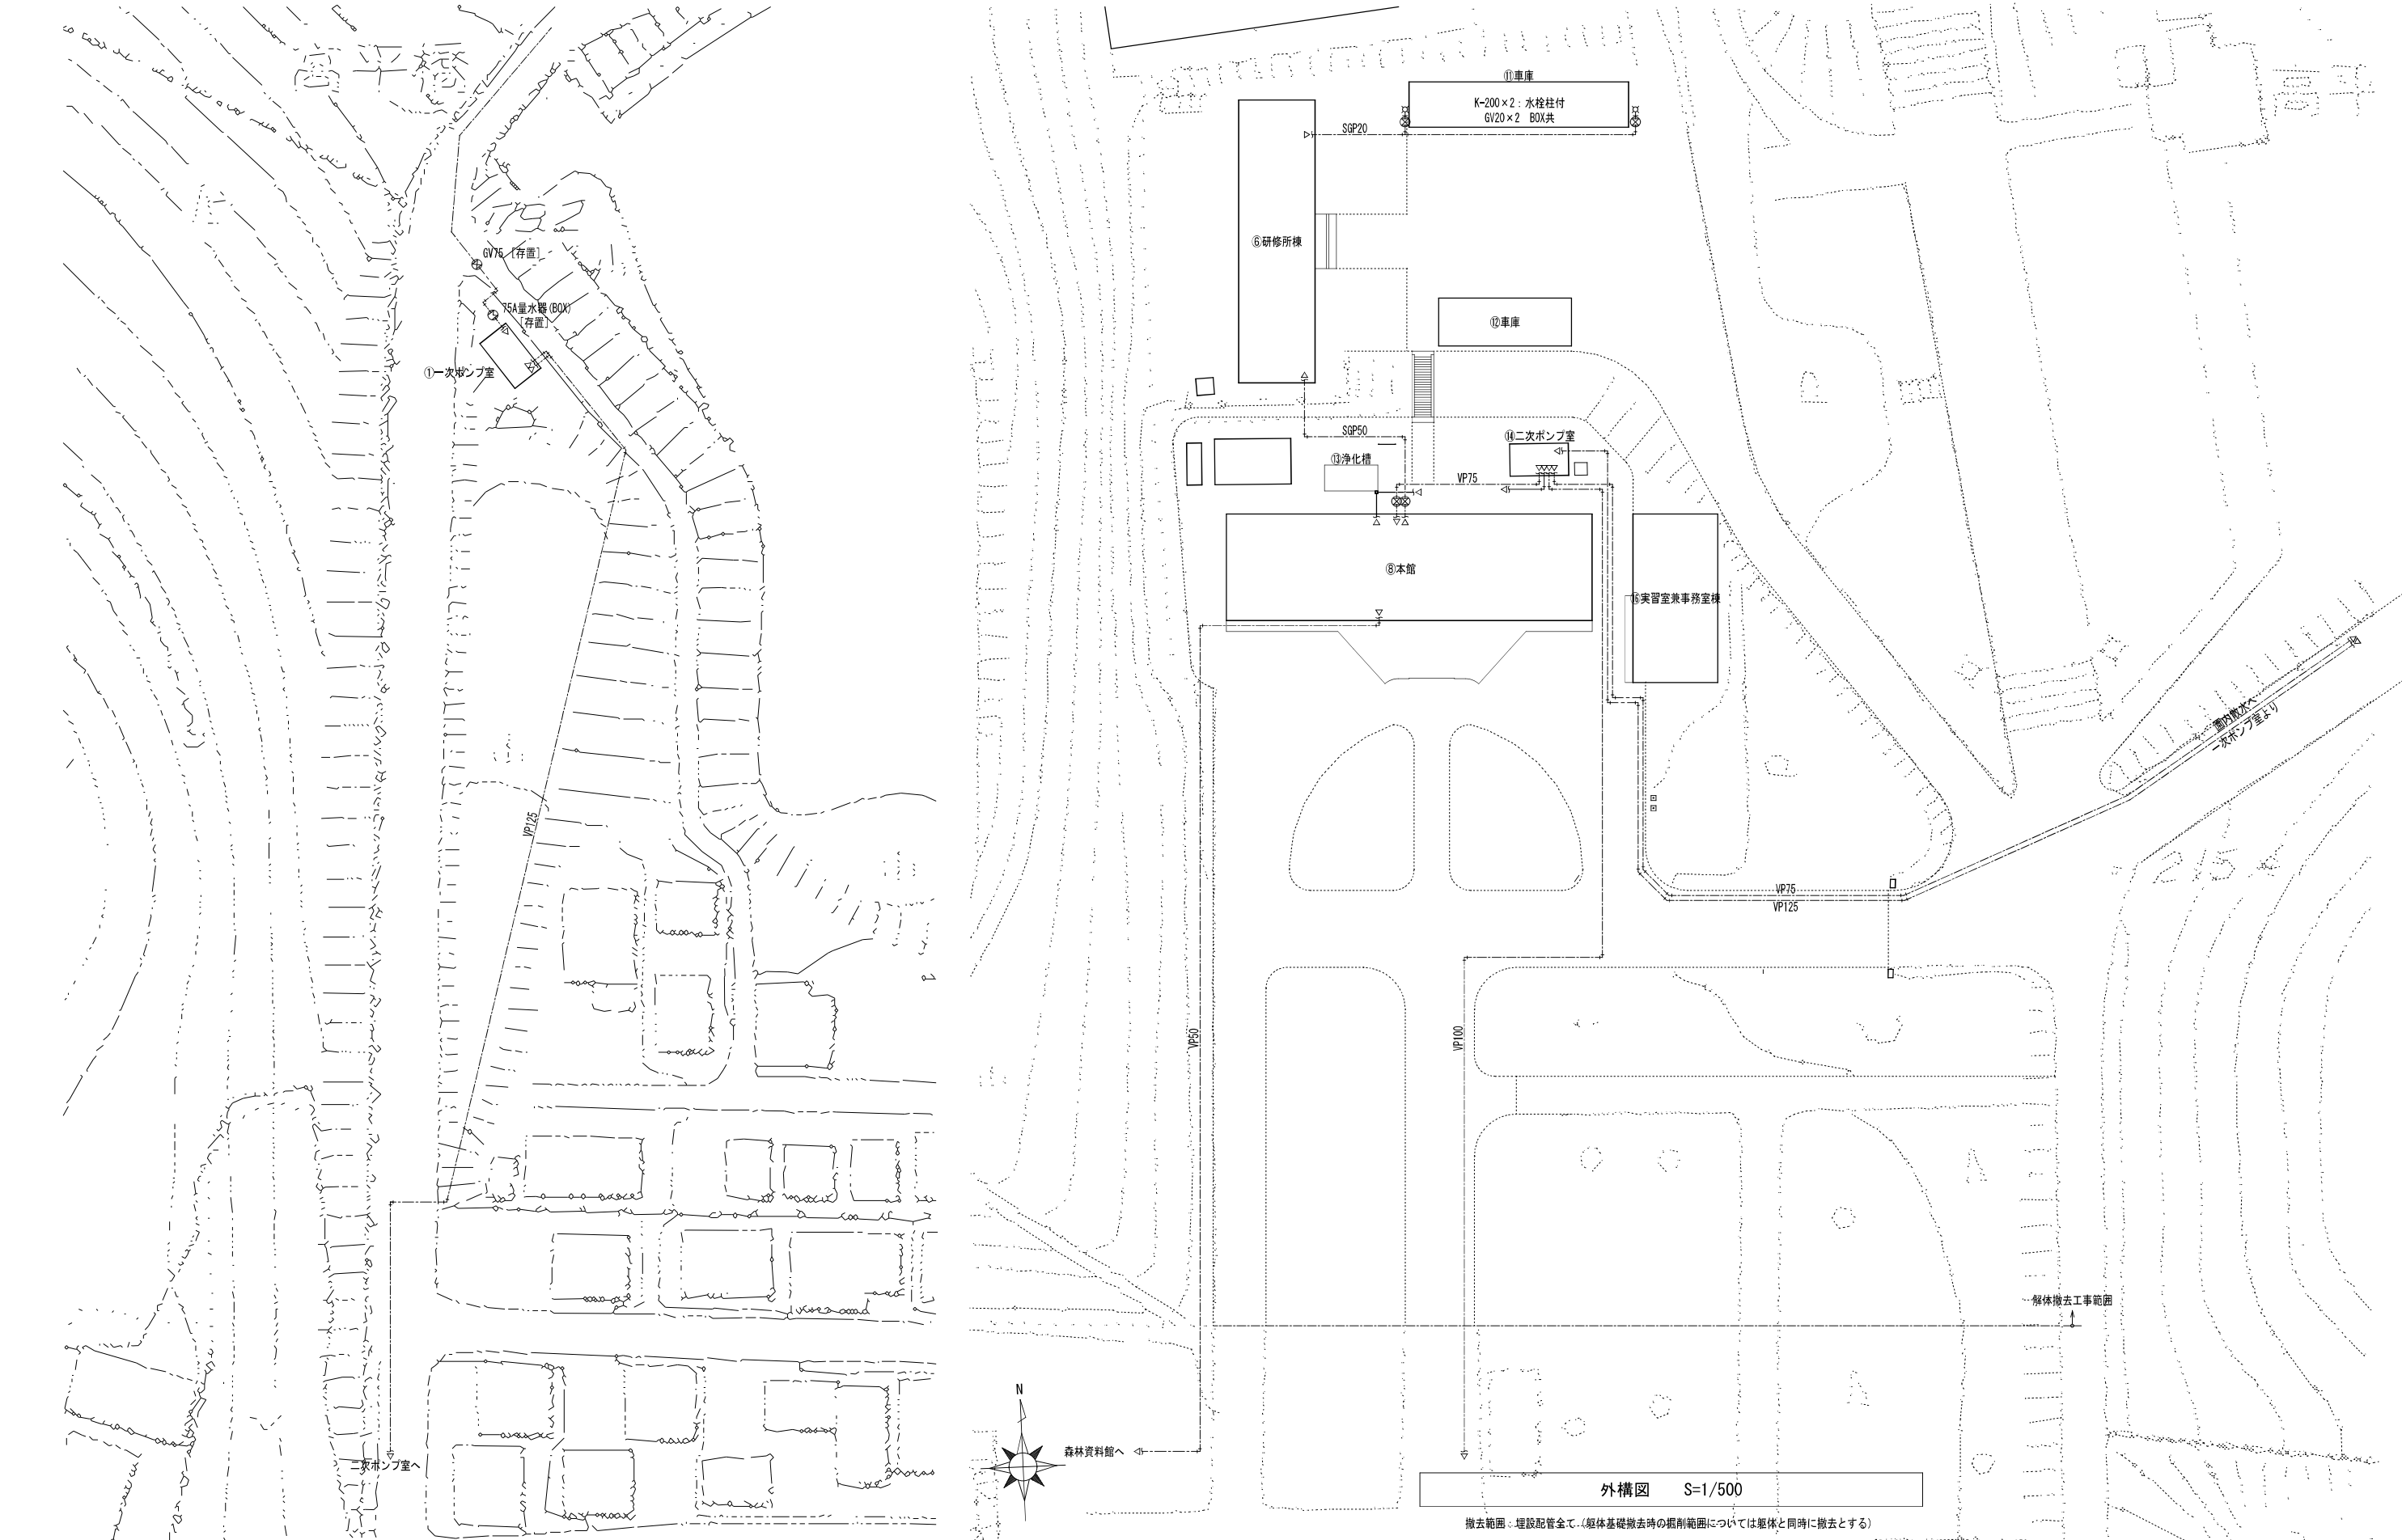 高平橋
192
GV75 [存置]
75A量水器(BOX)
[存置]
①一次ポンプ室
VP125
二次ポンプ室へ
⑪車庫
K-200×2：水栓柱付
GV20×2　BOX共
SGP20
⑥研修所棟
⑫車庫
SGP50
⑭二次ポンプ室
⑬浄化槽
VP75
⑧本館
⑯実習室兼事務室棟
園内散水へ
一次ポンプ室より
VP75
VP125
VP50
VP100
解体撤去工事範囲
N
森林資料館へ
外構図　S=1/500
撤去範囲：埋設配管全て（躯体基礎撤去時の掘削範囲については躯体と同時に撤去とする）
高平